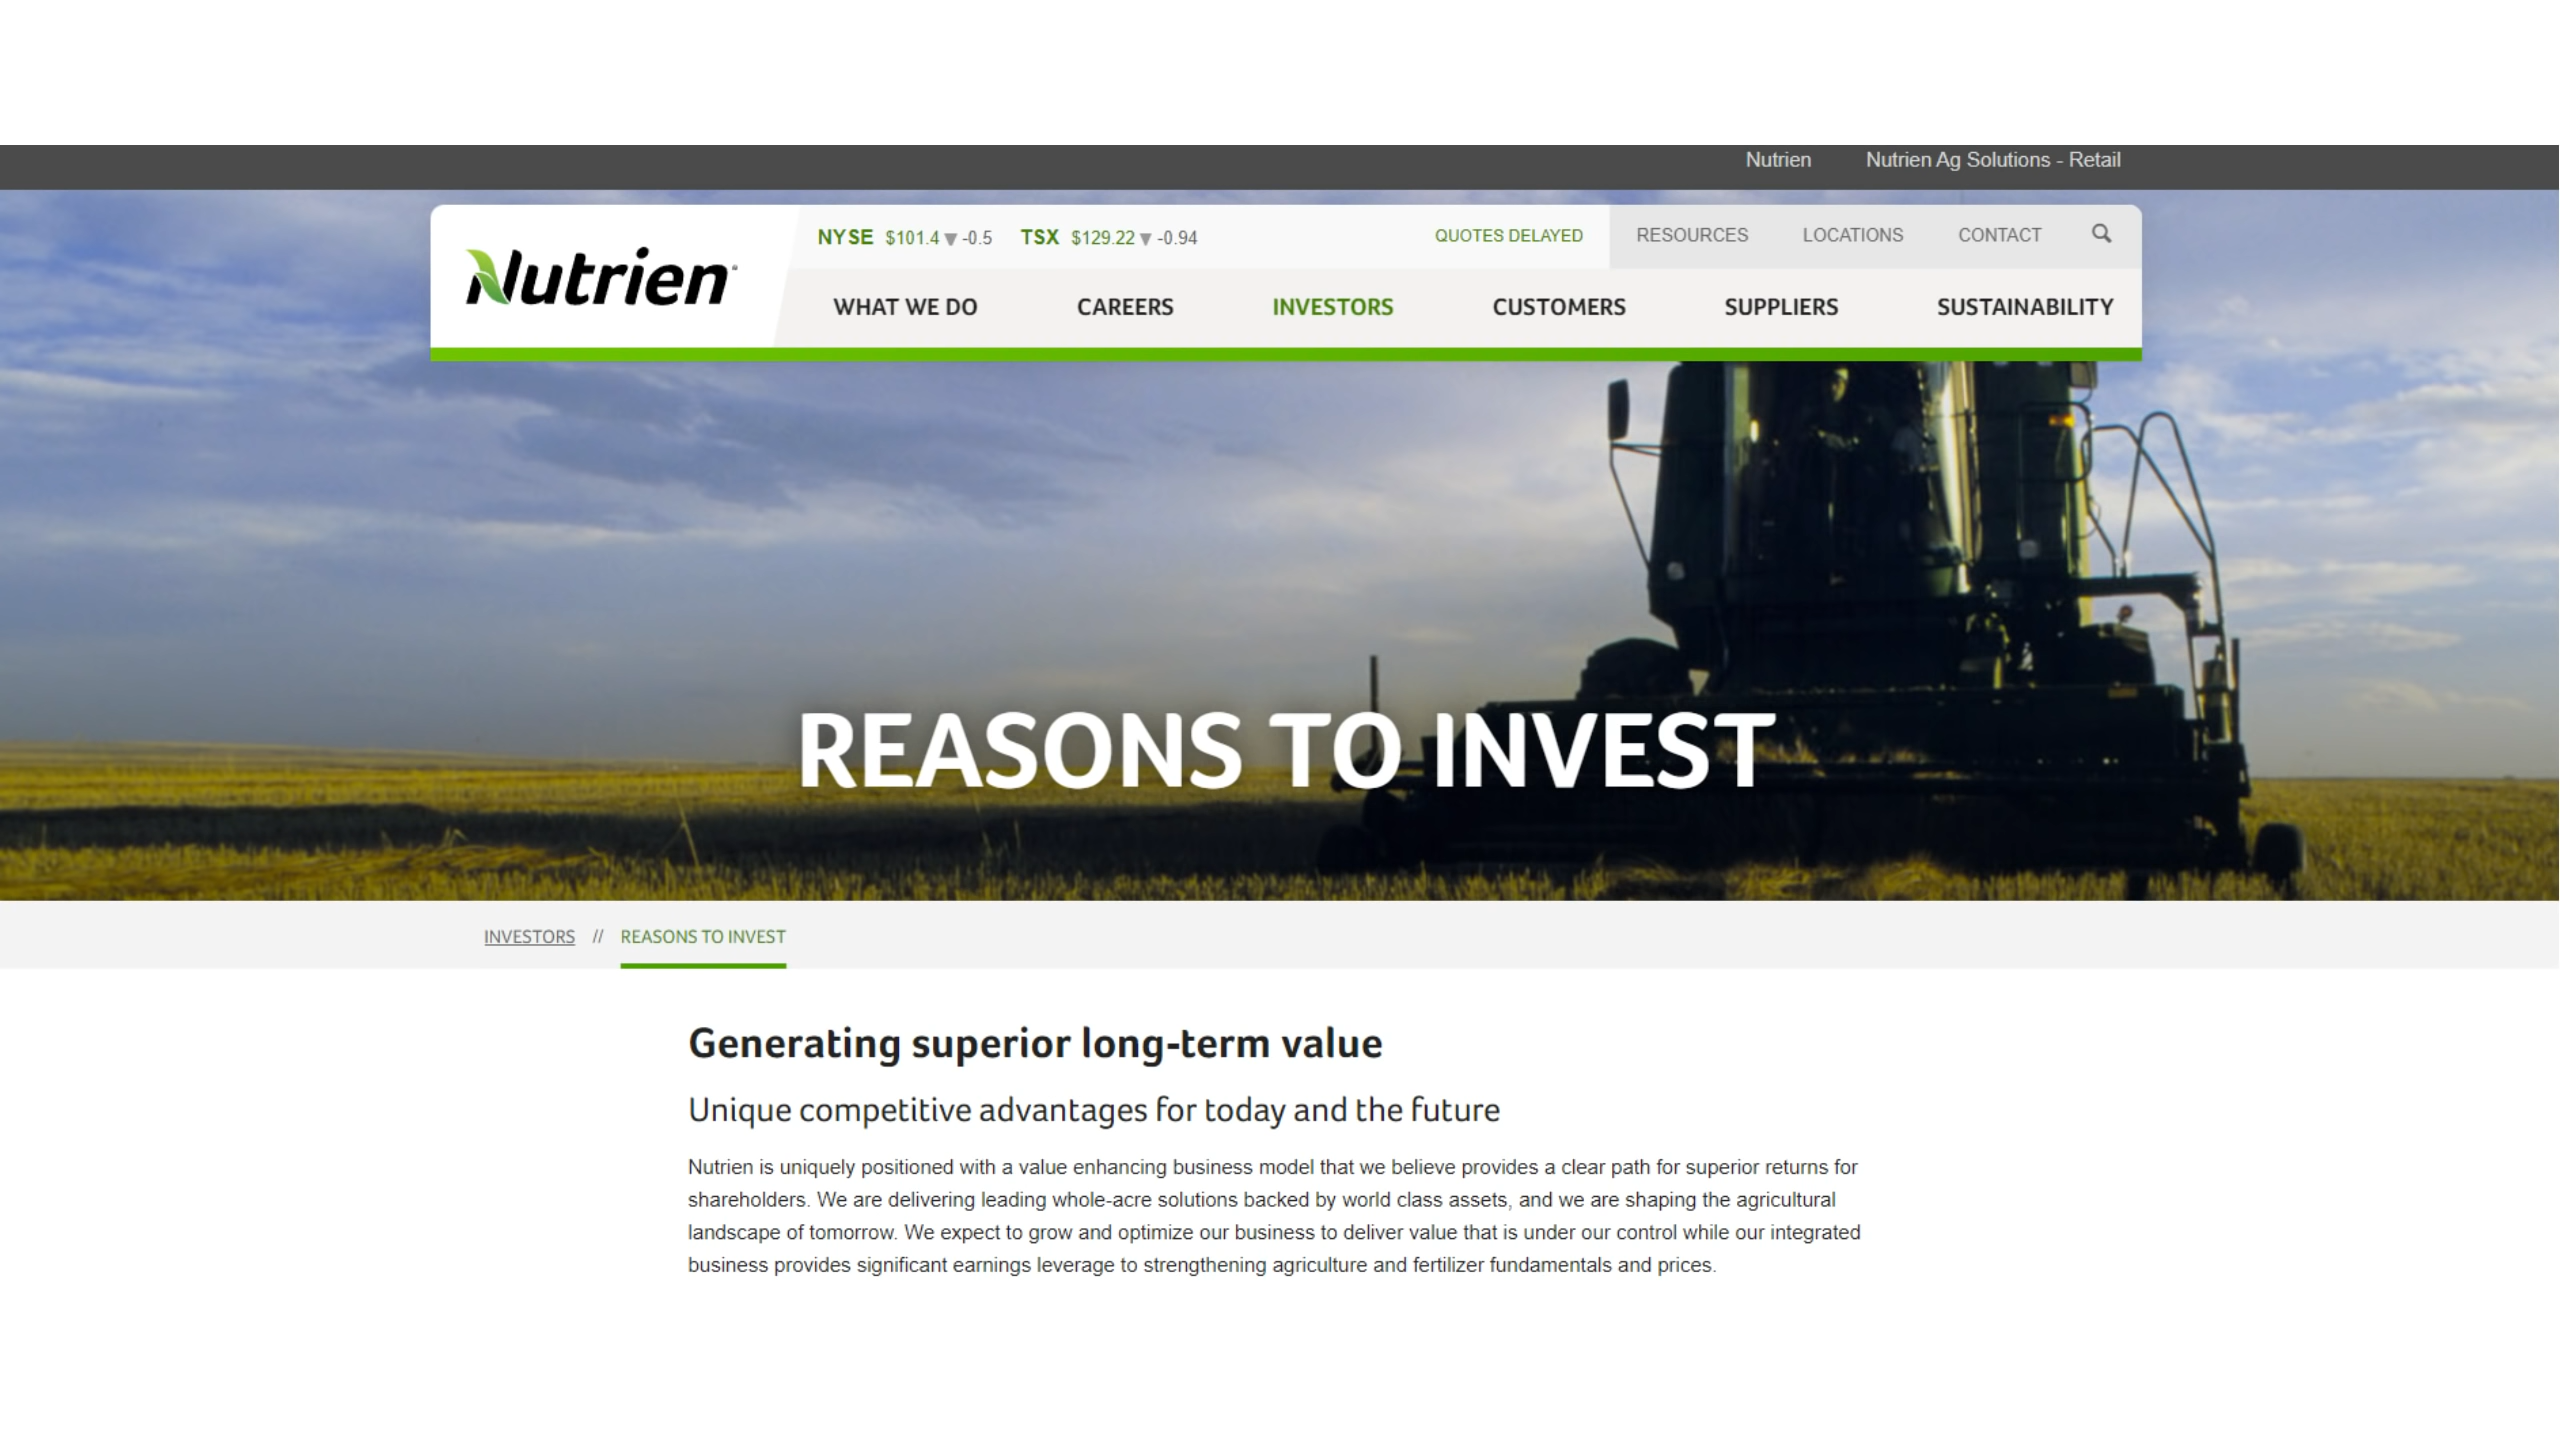 Nutrien Nutrien Ag Solutions - Retail
Nutrien
NYSE $101.4 ▼ -0.5 TSX $129.22 ▼ -0.94 QUOTES DELAYED RESOURCES LOCATIONS CONTACT
WHAT WE DO CAREERS INVESTORS CUSTOMERS SUPPLIERS SUSTAINABILITY
REASONS TO INVEST
INVESTORS // REASONS TO INVEST
Generating superior long-term value
Unique competitive advantages for today and the future
Nutrien is uniquely positioned with a value enhancing business model that we believe provides a clear path for superior returns for
shareholders. We are delivering leading whole-acre solutions backed by world class assets, and we are shaping the agricultural
landscape of tomorrow. We expect to grow and optimize our business to deliver value that is under our control while our integrated
business provides significant earnings leverage to strengthening agriculture and fertilizer fundamentals and prices.